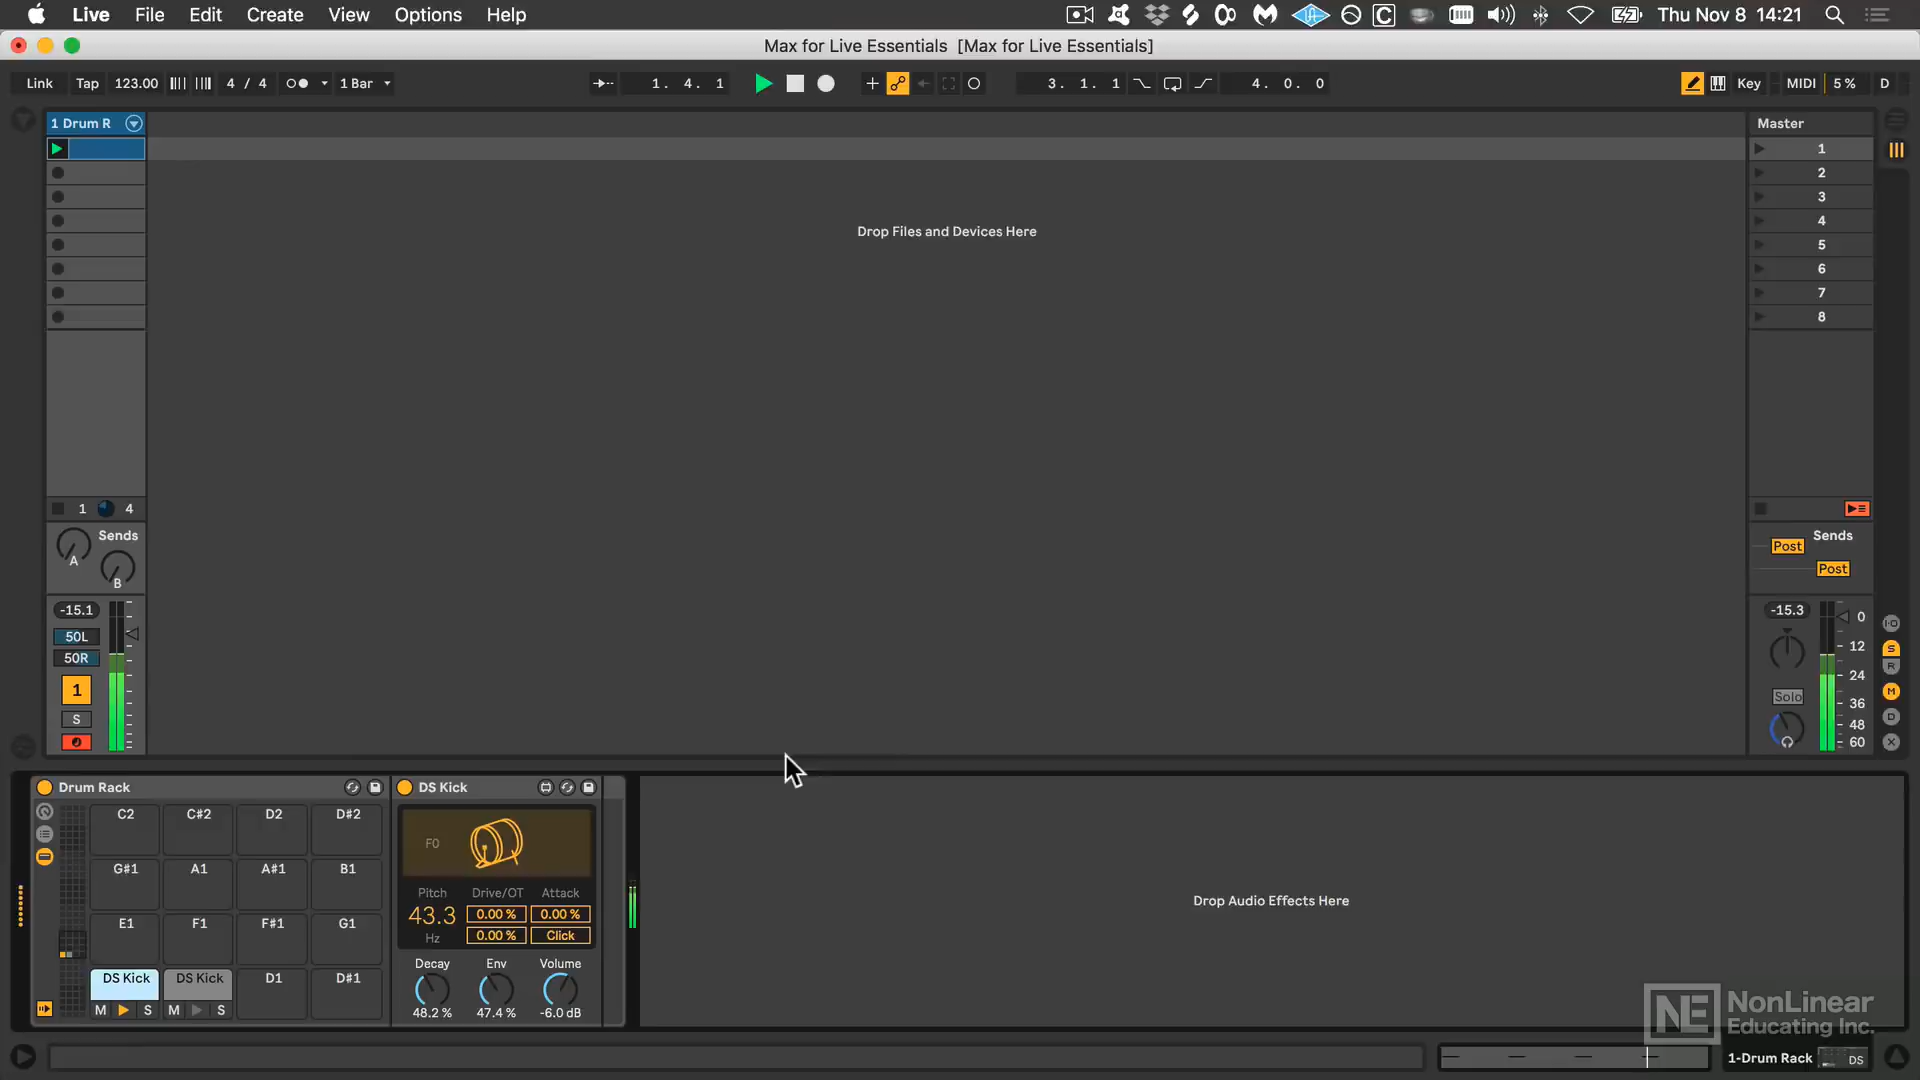 Live File Edit Create View Options Help
Thu Nov 8 14:21
Max for Live Essentials [Max for Live Essentials]
Link Tap 123.00 4 / 4 1 Bar 1. 4. 1 3. 1. 1 4. 0. 0 Key MIDI 5 % D
1 Drum R
Master
1
2
3
4
5
6
7
8
Drop Files and Devices Here
1 4
Sends
A
B
Sends
Post
Post
-15.1
50L
50R
1
S
-15.3
Solo
0
12
24
36
48
60
I-O
S
R
M
D
X
Drum Rack
C2 C#2 D2 D#2
G#1 A1 A#1 B1
E1 F1 F#1 G1
DS Kick DS Kick D1 D#1
M S M S
DS Kick
F0
Pitch Drive/OT Attack
43.3 0.00 % 0.00 %
Hz 0.00 % Click
Decay Env Volume
48.2 % 47.4 % -6.0 dB
Drop Audio Effects Here
NE NonLinear
Educating Inc.
1-Drum Rack DS